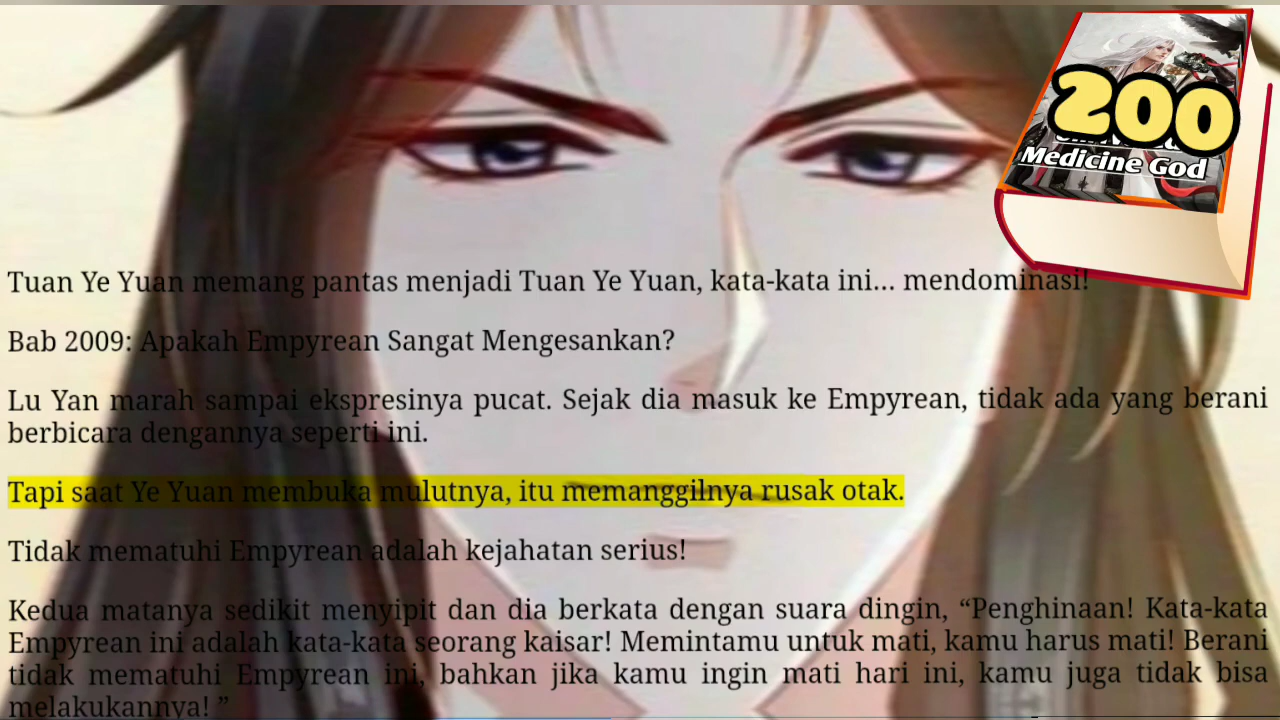 200
Medicine God
Tuan Ye Yuan memang pantas menjadi Tuan Ye Yuan, kata-kata ini... mendominasi!
Bab 2009: Apakah Empyrean Sangat Mengesankan?
Lu Yan marah sampai ekspresinya pucat. Sejak dia masuk ke Empyrean, tidak ada yang berani
berbicara dengannya seperti ini.
Tapi saat Ye Yuan membuka mulutnya, itu memanggilnya rusak otak.
Tidak mematuhi Empyrean adalah kejahatan serius!
Kedua matanya sedikit menyipit dan dia berkata dengan suara dingin, “Penghinaan! Kata-kata
Empyrean ini adalah kata-kata seorang kaisar! Memintamu untuk mati, kamu harus mati! Berani
tidak mematuhi Empyrean ini, bahkan jika kamu ingin mati hari ini, kamu juga tidak bisa
melakukannya! ”